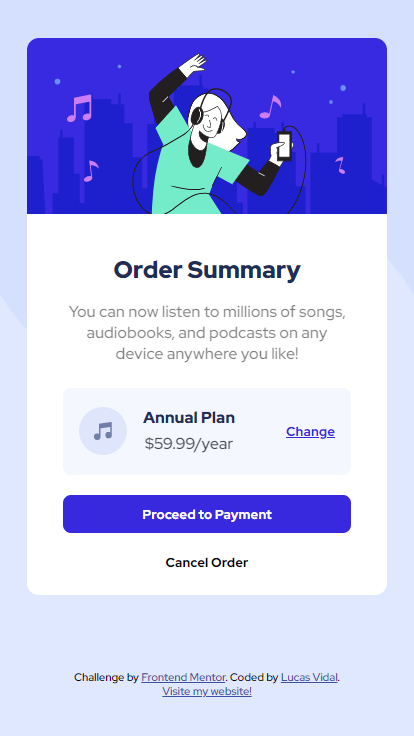 Order Summary
You can now listen to millions of songs,
audiobooks, and podcasts on any
device anywhere you like!
Annual Plan
$59.99/year
Change
Proceed to Payment
Cancel Order
Challenge by Frontend Mentor. Coded by Lucas Vidal.
Visite my website!